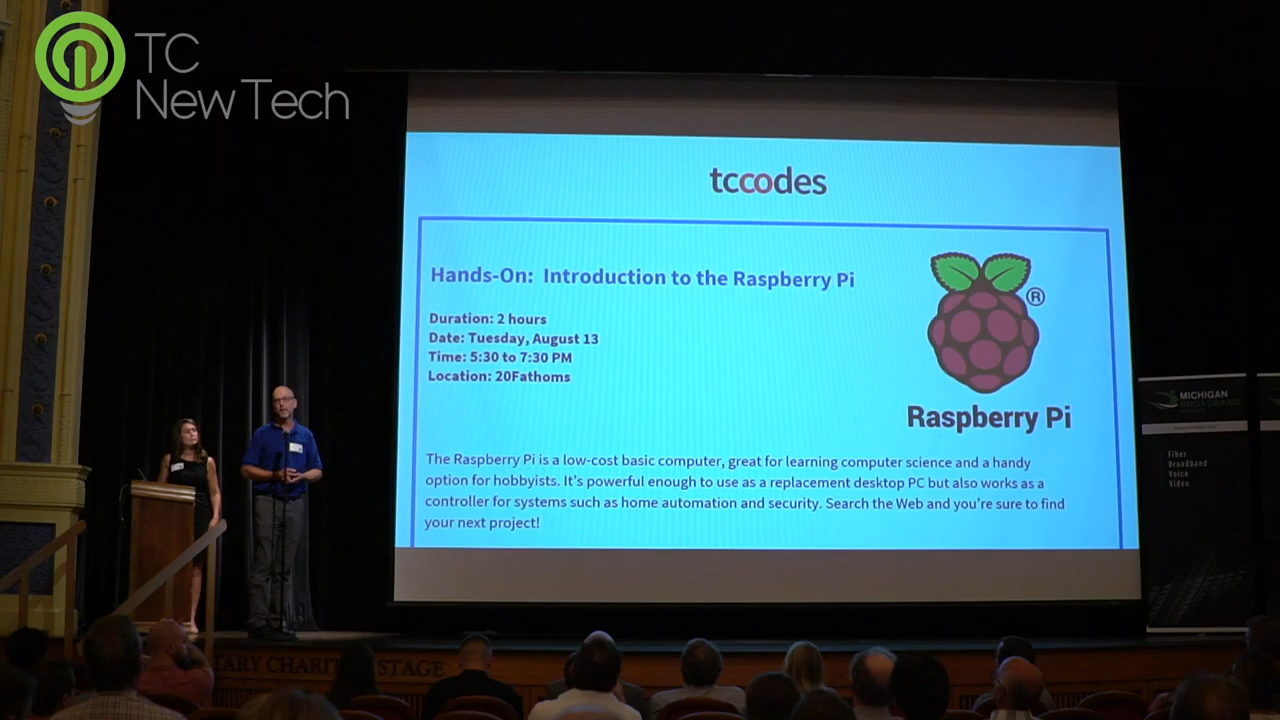 TC
New Tech
tccodes
Hands-On: Introduction to the Raspberry Pi
Duration: 2 hours
Date: Tuesday, August 13
Time: 5:30 to 7:30 PM
Location: 20Fathoms
®
Raspberry Pi
The Raspberry Pi is a low-cost basic computer, great for learning computer science and a handy
option for hobbyists. It's powerful enough to use as a replacement desktop PC but also works as a
controller for systems such as home automation and security. Search the Web and you're sure to find
your next project!
MICHIGAN
BROADBAND
Fiber
Broadband
Voice
Video
STAGE